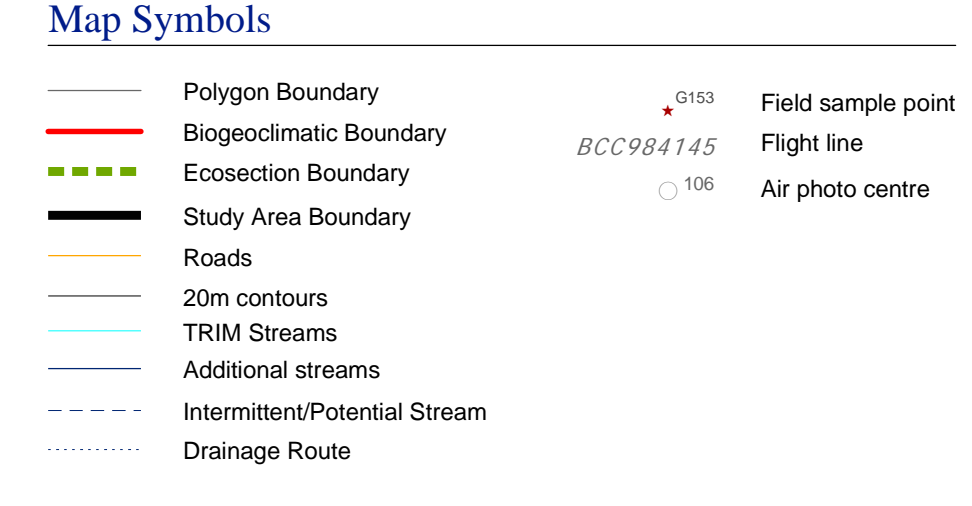 Map Symbols
Polygon Boundary
Biogeoclimatic Boundary
Ecosection Boundary
Study Area Boundary
Roads
20m contours
TRIM Streams
Additional streams
Intermittent/Potential Stream
Drainage Route
G153 Field sample point
BCC984145 Flight line
106 Air photo centre